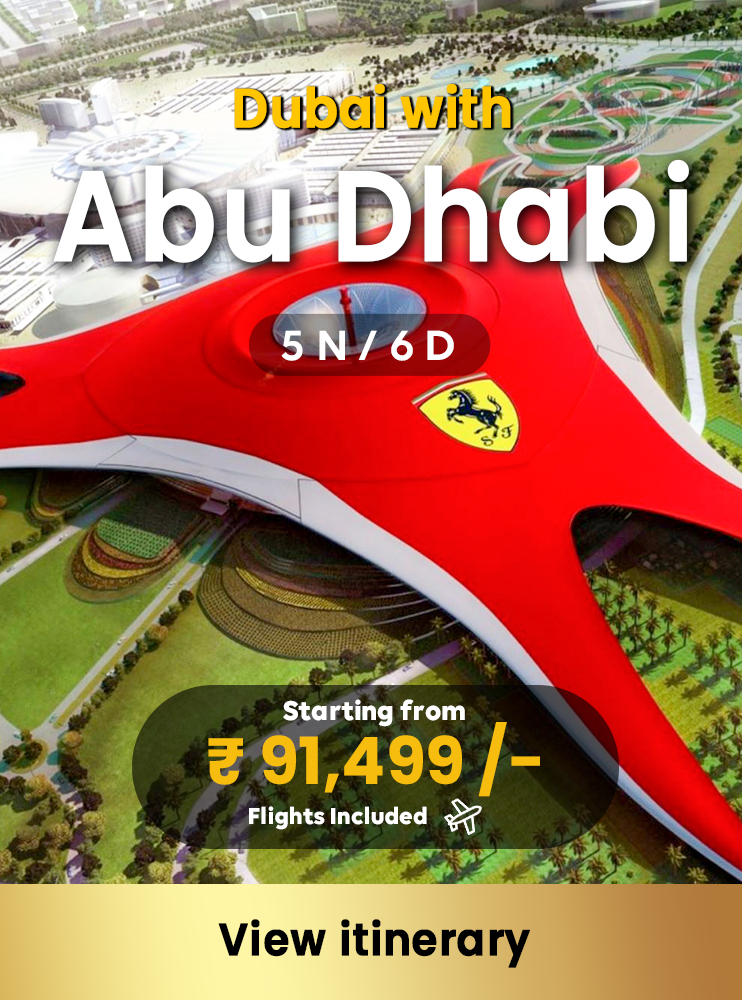 Dubai with
Abu Dhabi
5 N / 6 D
S F
Starting from
₹ 91,499 /-
Flights Included
View itinerary